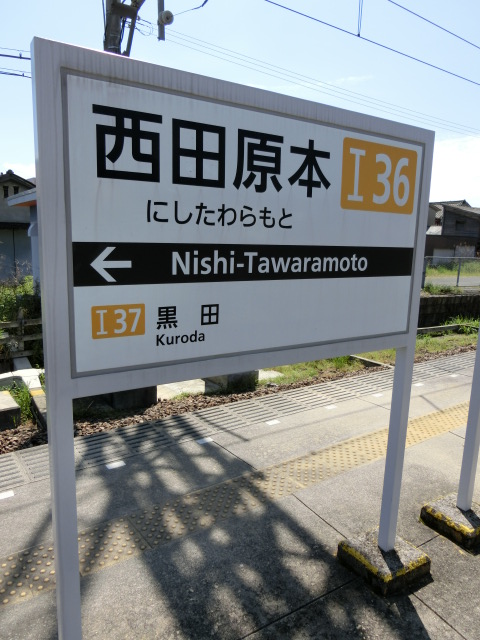 西田原本 I36
にしたわらもと
← Nishi-Tawaramoto
I37 黒田
Kuroda